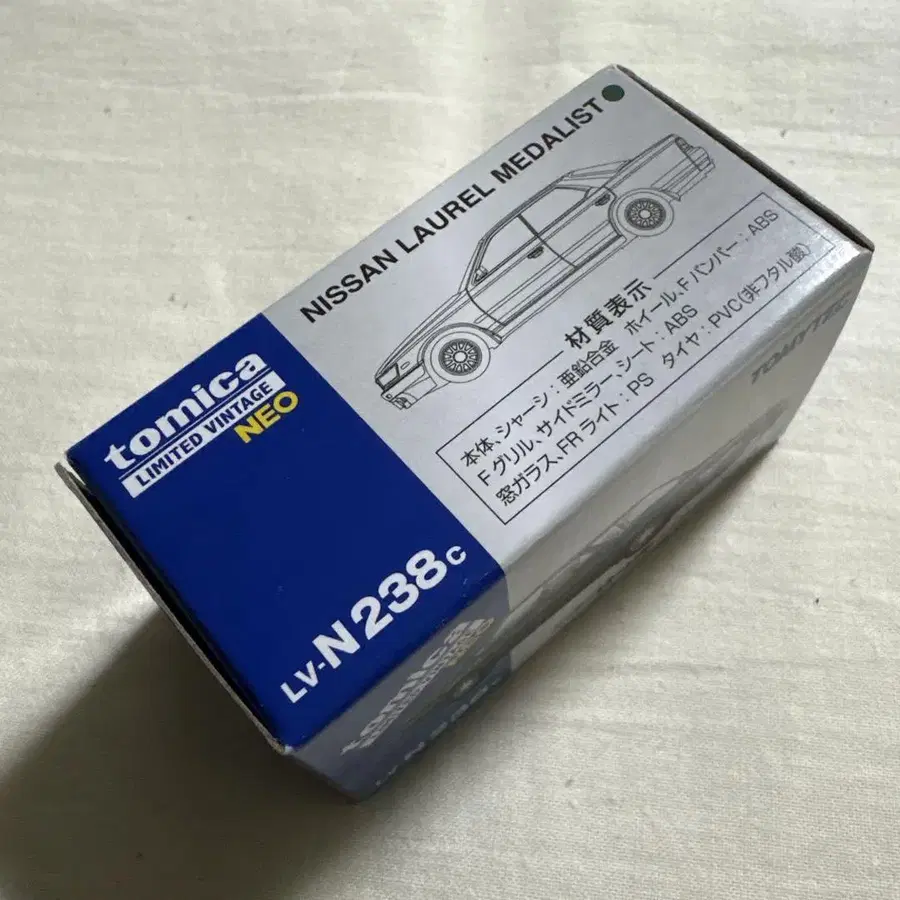 tomica
LIMITED VINTAGE
NEO
LV-N238c
NISSAN LAUREL MEDALIST
材質表示
本体、シャーシ:亜鉛合金 ホイール、Fバンパー:ABS
Fグリル、サイドミラー、シート:ABS
窓ガラス、FRライト:PS タイヤ:PVC(非フタル酸)
TOMYTEC
tomica